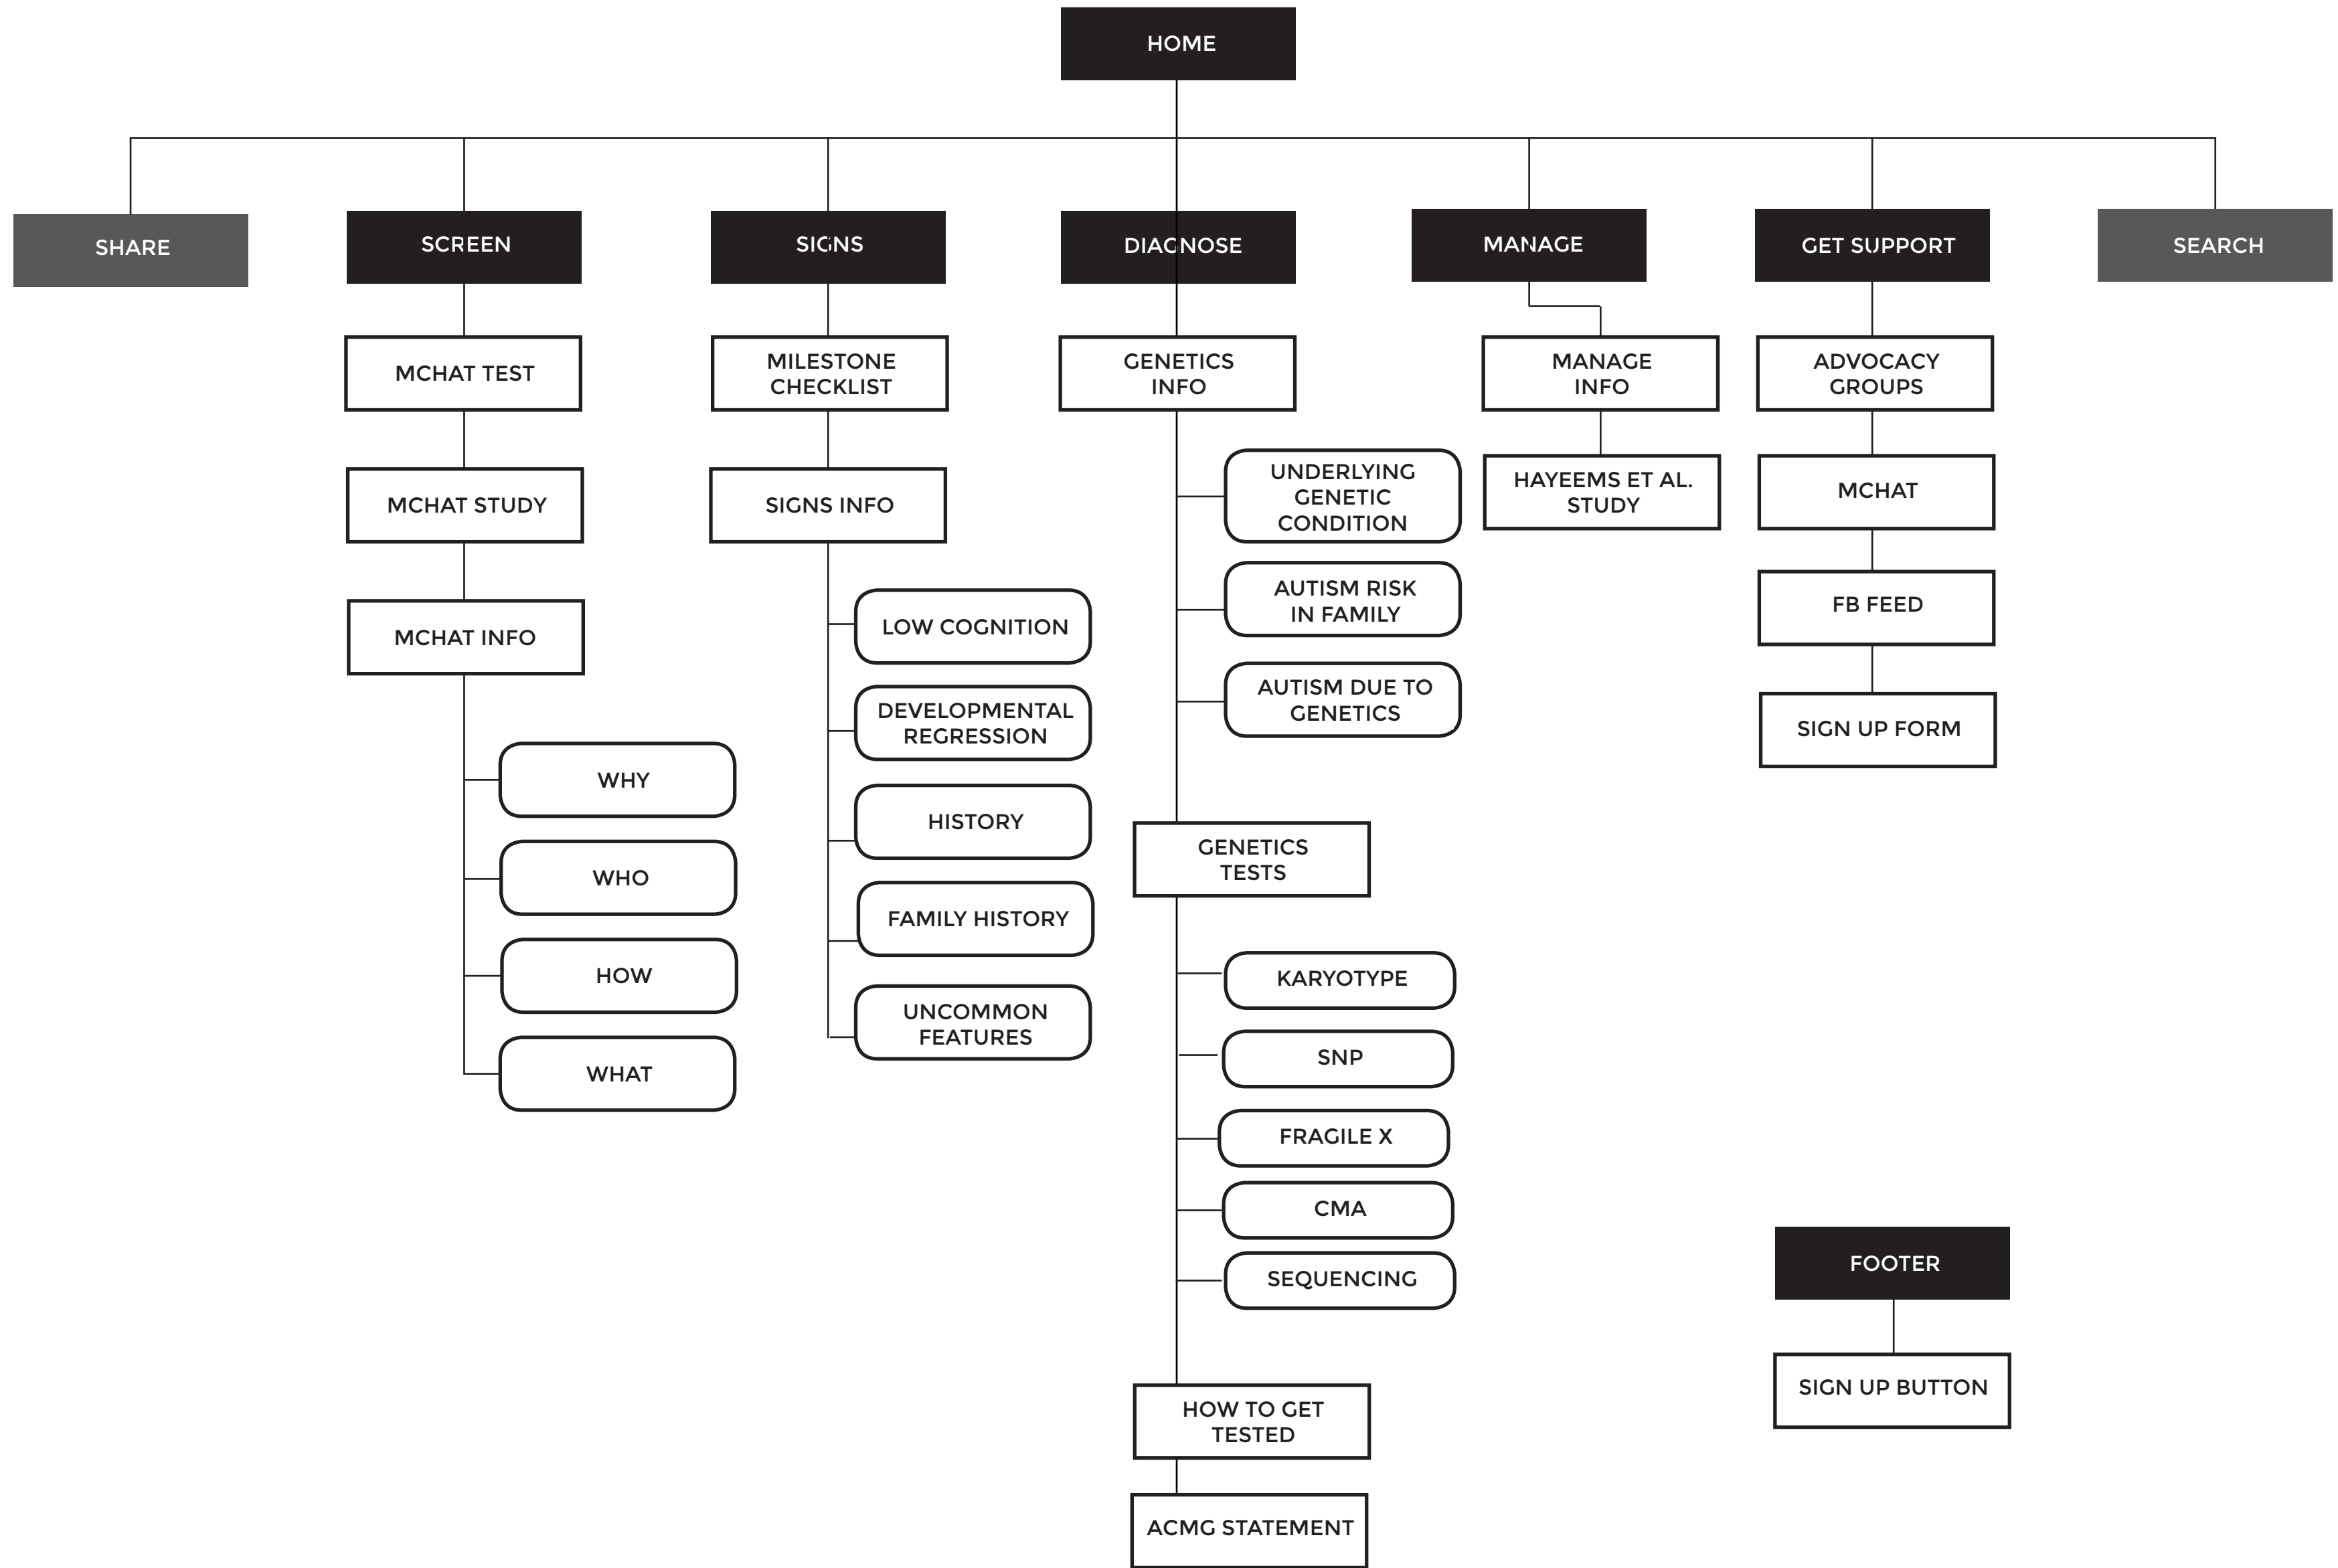 HOME
SHARE
SCREEN
SIGNS
DIAGNOSE
MANAGE
GET SUPPORT
SEARCH
MCHAT TEST
MCHAT STUDY
MCHAT INFO
WHY
WHO
HOW
WHAT
MILESTONE
CHECKLIST
SIGNS INFO
LOW COGNITION
DEVELOPMENTAL
REGRESSION
HISTORY
FAMILY HISTORY
UNCOMMON
FEATURES
GENETICS
INFO
UNDERLYING
GENETIC
CONDITION
AUTISM RISK
IN FAMILY
AUTISM DUE TO
GENETICS
GENETICS
TESTS
KARYOTYPE
SNP
FRAGILE X
CMA
SEQUENCING
HOW TO GET
TESTED
ACMG STATEMENT
MANAGE
INFO
HAYEEMS ET AL.
STUDY
ADVOCACY
GROUPS
MCHAT
FB FEED
SIGN UP FORM
FOOTER
SIGN UP BUTTON